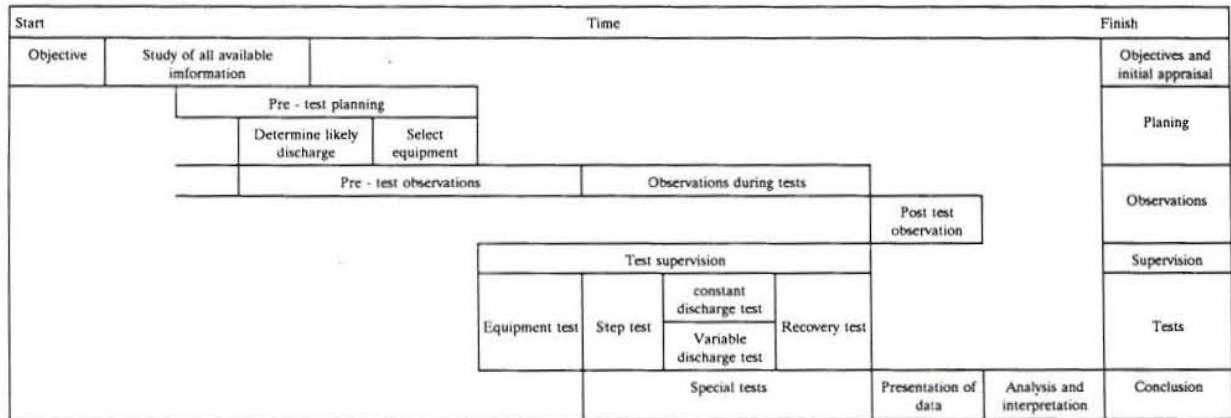 Start Time Finish
Objective
Study of all available
imformation
Objectives and
initial appraisal
Pre - test planning
Planing
Determine likely
discharge
Select
equipment
Pre - test observations
Observations during tests
Observations
Post test
observation
Test supervision
Supervision
Equipment test
Step test
constant
discharge test
Variable
discharge test
Recovery test
Tests
Special tests
Presentation of
data
Analysis and
interpretation
Conclusion